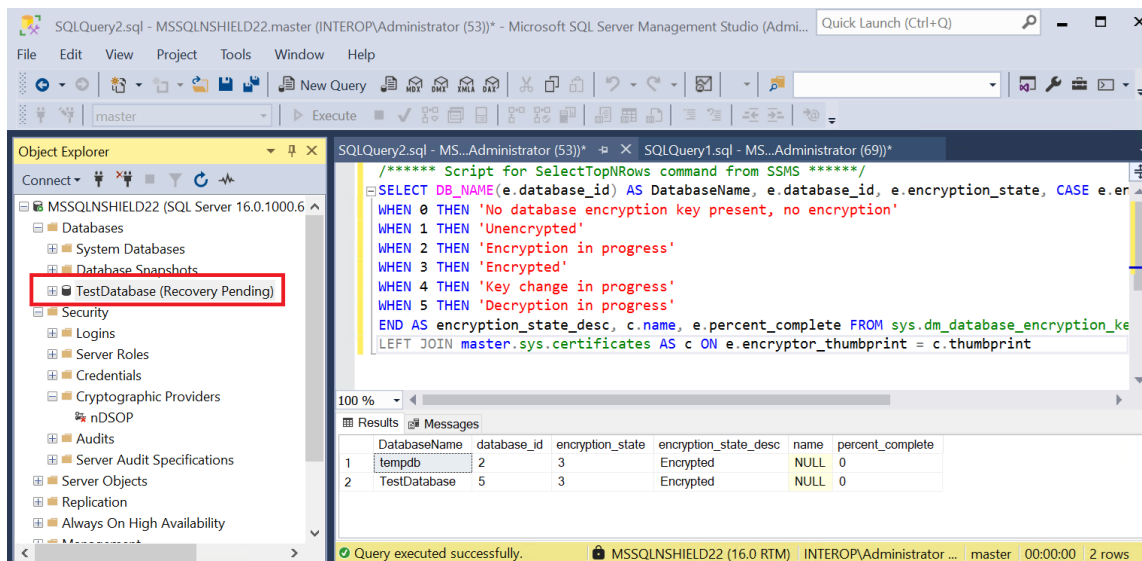 SQLQuery2.sql - MSSQLNSHIELD22.master (INTEROP\Administrator (53))* - Microsoft SQL Server Management Studio (Admi...
Quick Launch (Ctrl+Q)
File Edit View Project Tools Window Help
New Query MDX DMX XMLA DAX
master Execute
Object Explorer
SQLQuery2.sql - MS...Administrator (53))* SQLQuery1.sql - MS...Administrator (69))*
Connect
MSSQLNSHIELD22 (SQL Server 16.0.1000.6
Databases
System Databases
Database Snapshots
TestDatabase (Recovery Pending)
Security
Logins
Server Roles
Credentials
Cryptographic Providers
nDSOP
Audits
Server Audit Specifications
Server Objects
Replication
Always On High Availability
/****** Script for SelectTopNRows command from SSMS ******/
SELECT DB_NAME(e.database_id) AS DatabaseName, e.database_id, e.encryption_state, CASE e.en
WHEN 0 THEN 'No database encryption key present, no encryption'
WHEN 1 THEN 'Unencrypted'
WHEN 2 THEN 'Encryption in progress'
WHEN 3 THEN 'Encrypted'
WHEN 4 THEN 'Key change in progress'
WHEN 5 THEN 'Decryption in progress'
END AS encryption_state_desc, c.name, e.percent_complete FROM sys.dm_database_encryption_ke
LEFT JOIN master.sys.certificates AS c ON e.encryptor_thumbprint = c.thumbprint
100 %
Results Messages
DatabaseName database_id encryption_state encryption_state_desc name percent_complete
1 tempdb 2 3 Encrypted NULL 0
2 TestDatabase 5 3 Encrypted NULL 0
Query executed successfully. MSSQLNSHIELD22 (16.0 RTM) INTEROP\Administrator ... master 00:00:00 2 rows